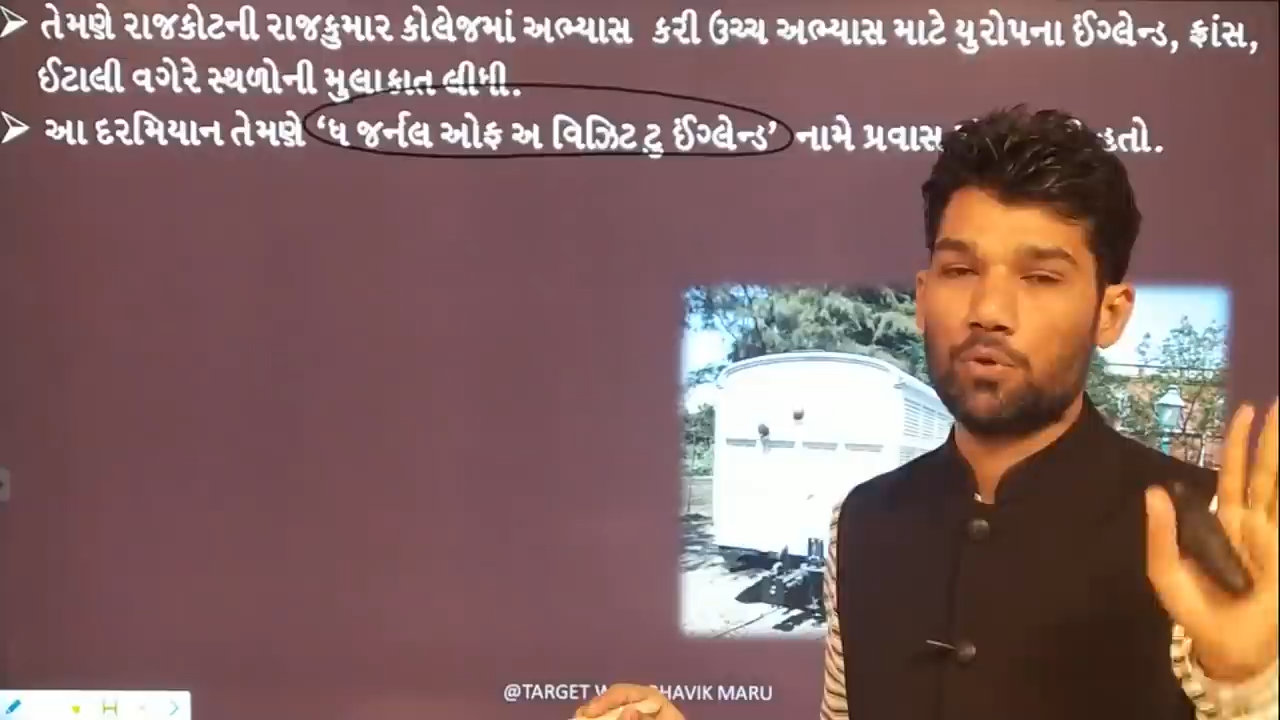 તેમણે રાજકોટની રાજકુમાર કોલેજમાં અભ્યાસ કરી ઉચ્ચ અભ્યાસ માટે યુરોપના ઈંગ્લેન્ડ, ફ્રાંસ,
ઈટાલી વગેરે સ્થળોની મુલાકાત લીધી.
આ દરમિયાન તેમણે ‘ધ જર્નલ ઓફ અ વિઝિટ ટુ ઈંગ્લેન્ડ’ નામે પ્રવાસ હતો.
@TARGET MARU